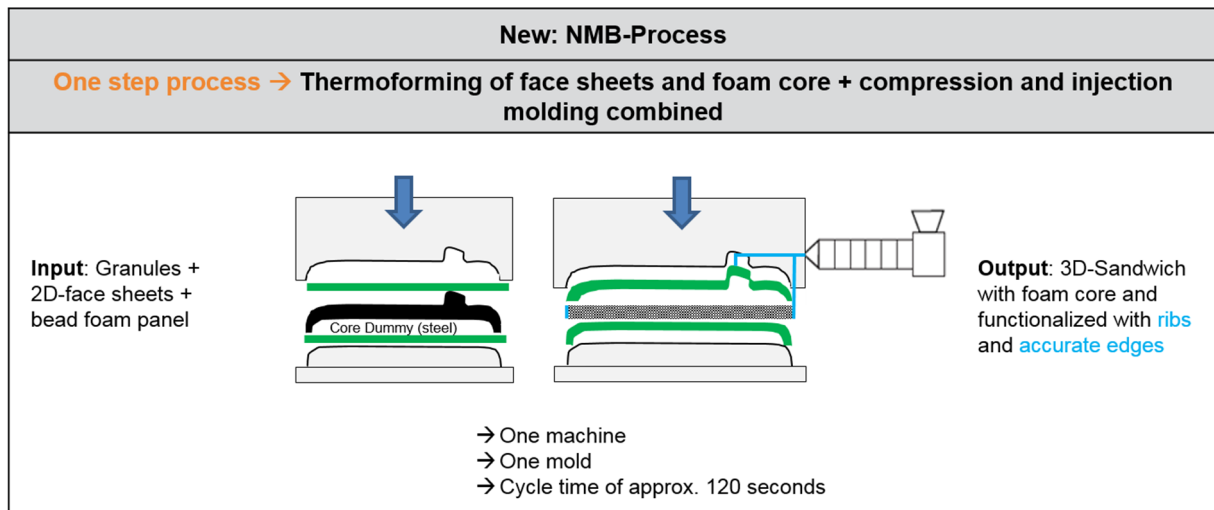 New: NMB-Process
One step process → Thermoforming of face sheets and foam core + compression and injection
molding combined
Input: Granules +
2D-face sheets +
bead foam panel
Core Dummy (steel)
Output: 3D-Sandwich
with foam core and
functionalized with ribs
and accurate edges
→ One machine
→ One mold
→ Cycle time of approx. 120 seconds